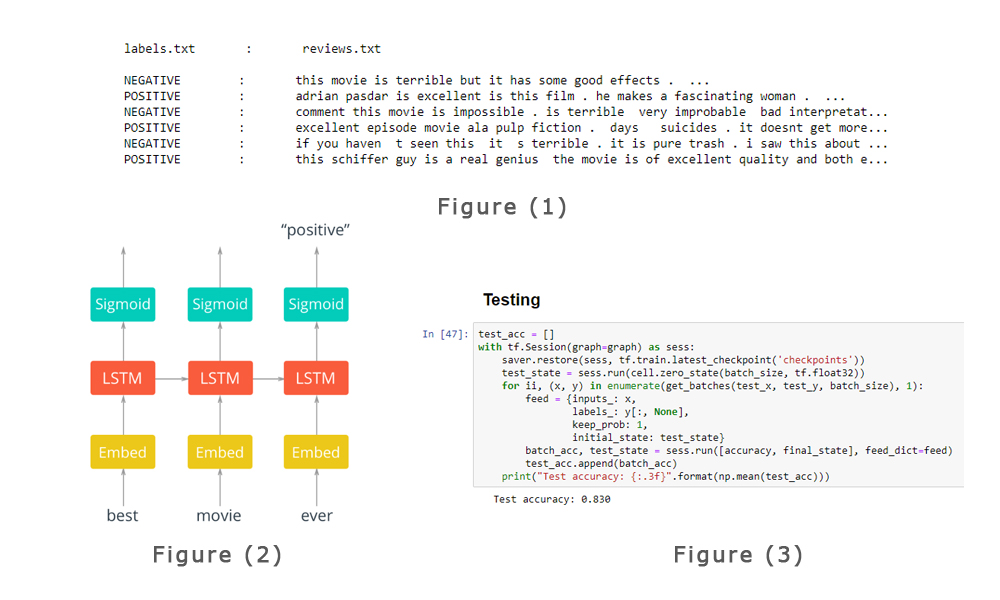 labels.txt : reviews.txt
NEGATIVE : this movie is terrible but it has some good effects . ...
POSITIVE : adrian pasdar is excellent is this film . he makes a fascinating woman . ...
NEGATIVE : comment this movie is impossible . is terrible very improbable bad interpretat...
POSITIVE : excellent episode movie ala pulp fiction . days suicides . it doesnt get more...
NEGATIVE : if you haven t seen this it s terrible . it is pure trash . i saw this about ...
POSITIVE : this schiffer guy is a real genius the movie is of excellent quality and both e...
Figure (1)
“positive”
Sigmoid Sigmoid Sigmoid
LSTM LSTM LSTM
Embed Embed Embed
best movie ever
Figure (2)
Testing
In [47]: test_acc = []
with tf.Session(graph=graph) as sess:
    saver.restore(sess, tf.train.latest_checkpoint('checkpoints'))
    test_state = sess.run(cell.zero_state(batch_size, tf.float32))
    for ii, (x, y) in enumerate(get_batches(test_x, test_y, batch_size), 1):
        feed = {inputs_: x,
                labels_: y[:, None],
                keep_prob: 1,
                initial_state: test_state}
        batch_acc, test_state = sess.run([accuracy, final_state], feed_dict=feed)
        test_acc.append(batch_acc)
    print("Test accuracy: {:.3f}".format(np.mean(test_acc)))
Test accuracy: 0.830
Figure (3)